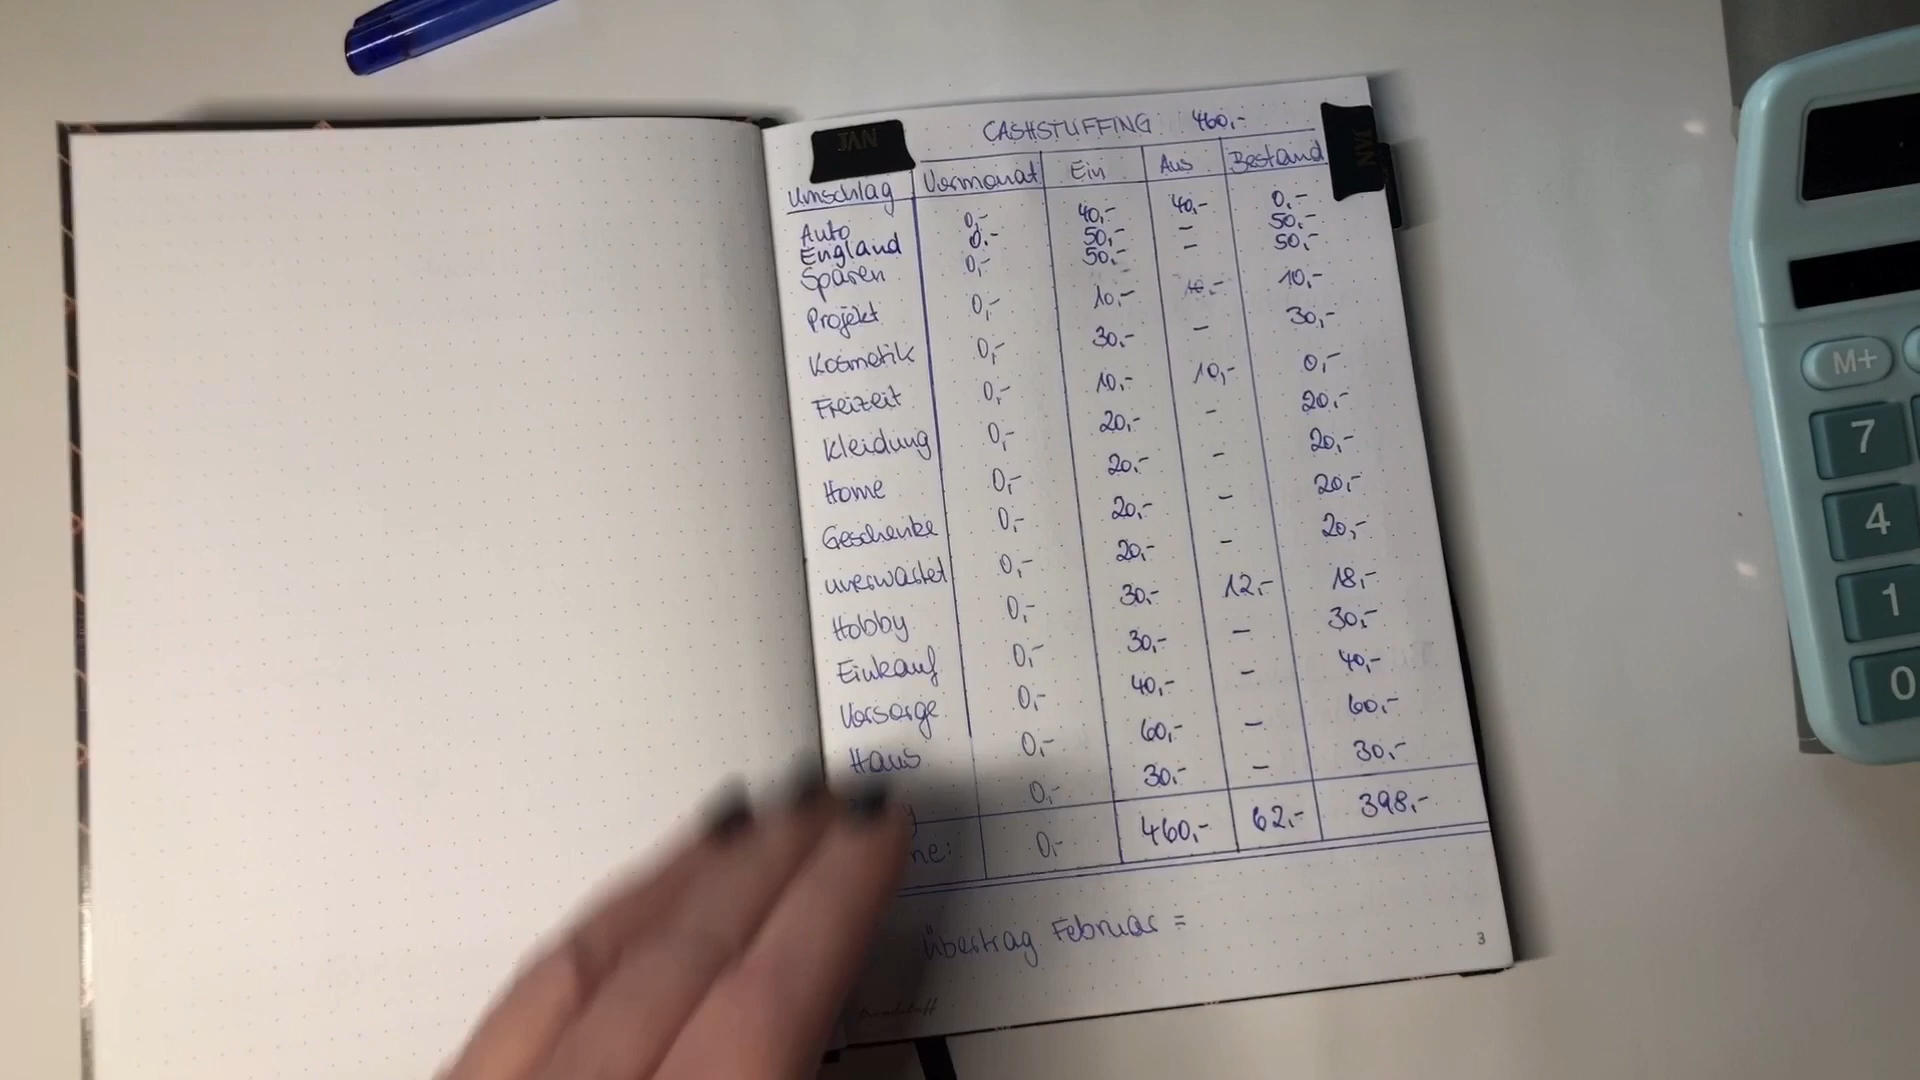 JAN
CASHSTUFFING: 460,-
JAN
Umschlag Vormonat Ein Aus Bestand
Auto 0,- 40,- 40,- 0,-
England 0,- 50,- - 50,-
Sparen 0,- 50,- - 50,-
Projekt 0,- 10,- 10,- 10,-
Kosmetik 0,- 30,- - 30,-
Freizeit 0,- 10,- 10,- 0,-
Kleidung 0,- 20,- - 20,-
Home 0,- 20,- - 20,-
Geschenke 0,- 20,- - 20,-
unerwartet 0,- 20,- - 20,-
Hobby 0,- 30,- 12,- 18,-
Einkauf 0,- 30,- - 30,-
Vorsorge 0,- 40,- - 40,-
Haus 0,- 60,- - 60,-
0,- 30,- - 30,-
0,- 460,- 62,- 398,-
Übertrag Februar =
3
M+
7
4
1
0